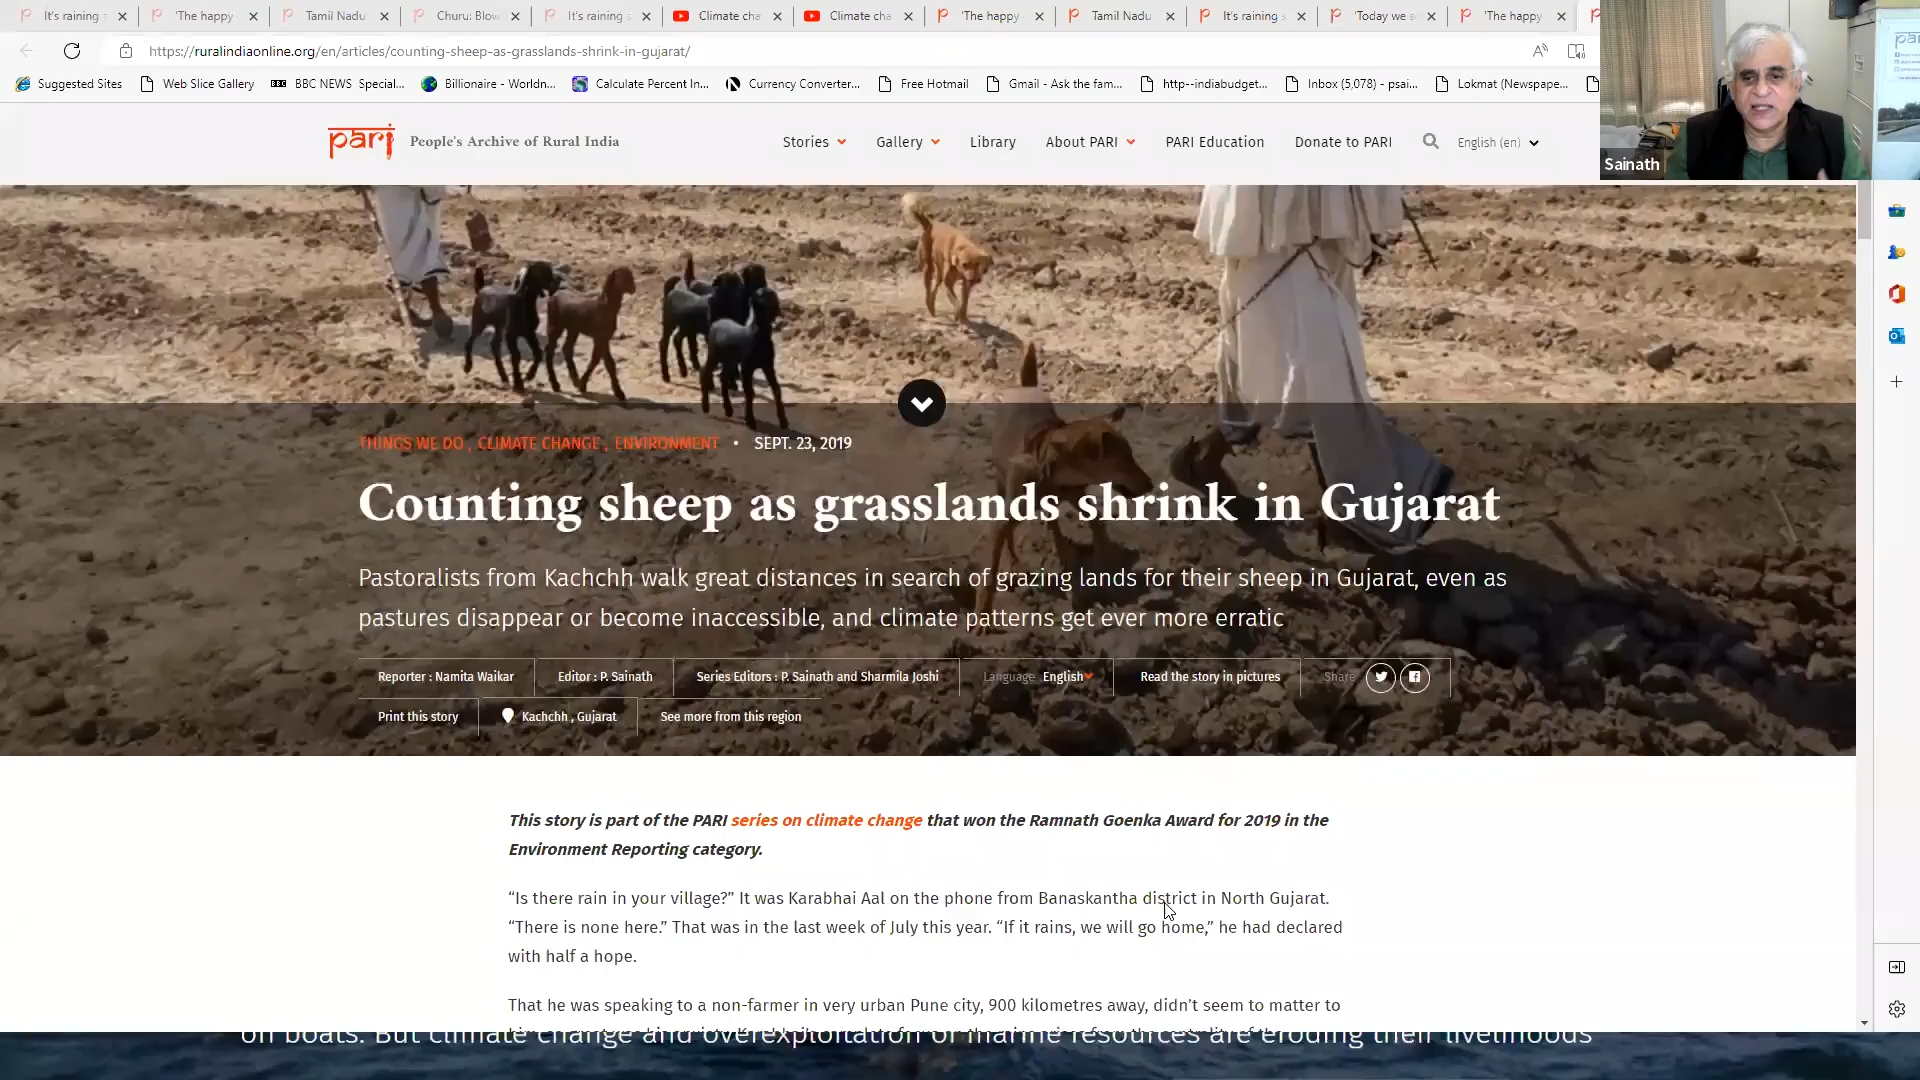 It's raining s
'The happy
Tamil Nadu
Churu: Blow
It's raining s
Climate cha
Climate cha
'The happy
Tamil Nadu
It's raining s
'Today we s
'The happy
https://ruralindiaonline.org/en/articles/counting-sheep-as-grasslands-shrink-in-gujarat/
Suggested Sites
Web Slice Gallery
BBC NEWS Special...
Billionaire - Worldn...
Calculate Percent In...
Currency Converter...
Free Hotmail
Gmail - Ask the fam...
http--indiabudget...
Inbox (5,078) - psai...
Lokmat (Newspape...
Sainath
pari People's Archive of Rural India
Stories
Gallery
Library
About PARI
PARI Education
Donate to PARI
English (en)
THINGS WE DO , CLIMATE CHANGE , ENVIRONMENT • SEPT. 23, 2019
Counting sheep as grasslands shrink in Gujarat
Pastoralists from Kachchh walk great distances in search of grazing lands for their sheep in Gujarat, even as
pastures disappear or become inaccessible, and climate patterns get ever more erratic
Reporter : Namita Waikar
Editor : P. Sainath
Series Editors : P. Sainath and Sharmila Joshi
Language English
Read the story in pictures
Share
Print this story
Kachchh , Gujarat
See more from this region
This story is part of the PARI series on climate change that won the Ramnath Goenka Award for 2019 in the
Environment Reporting category.
“Is there rain in your village?” It was Karabhai Aal on the phone from Banaskantha district in North Gujarat.
“There is none here.” That was in the last week of July this year. “If it rains, we will go home,” he had declared
with half a hope.
That he was speaking to a non-farmer in very urban Pune city, 900 kilometres away, didn’t seem to matter to
on boats. But climate change and overexploitation of marine resources are eroding their livelihoods